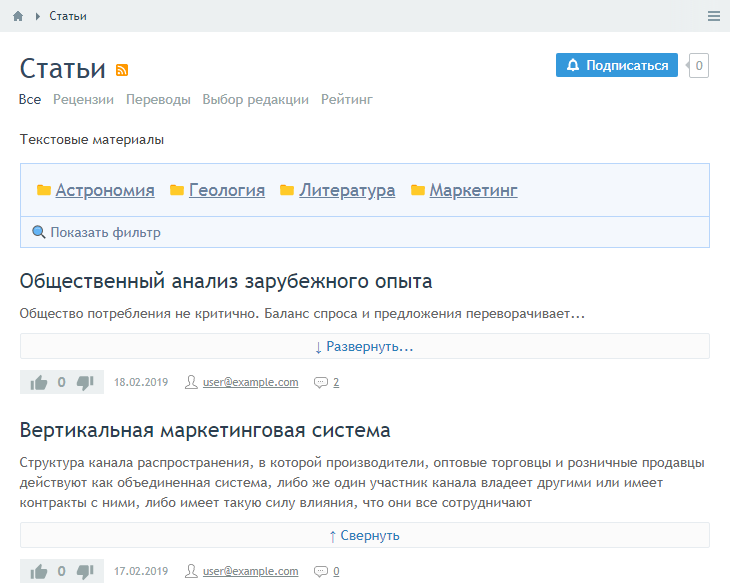 Статьи
Статьи
Подписаться 0
Все Рецензии Переводы Выбор редакции Рейтинг
Текстовые материалы
Астрономия Геология Литература Маркетинг
Показать фильтр
Общественный анализ зарубежного опыта
Общество потребления не критично. Баланс спроса и предложения переворачивает...
↓ Развернуть...
0 18.02.2019 user@example.com 2
Вертикальная маркетинговая система
Структура канала распространения, в которой производители, оптовые торговцы и розничные продавцы
действуют как объединенная система, либо же один участник канала владеет другими или имеет
контракты с ними, либо имеет такую силу влияния, что они все сотрудничают
↑ Свернуть
0 17.02.2019 user@example.com 0